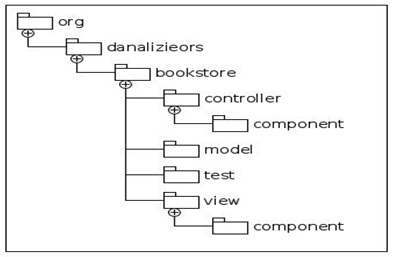 org
danalizieors
bookstore
controller
component
model
test
view
component